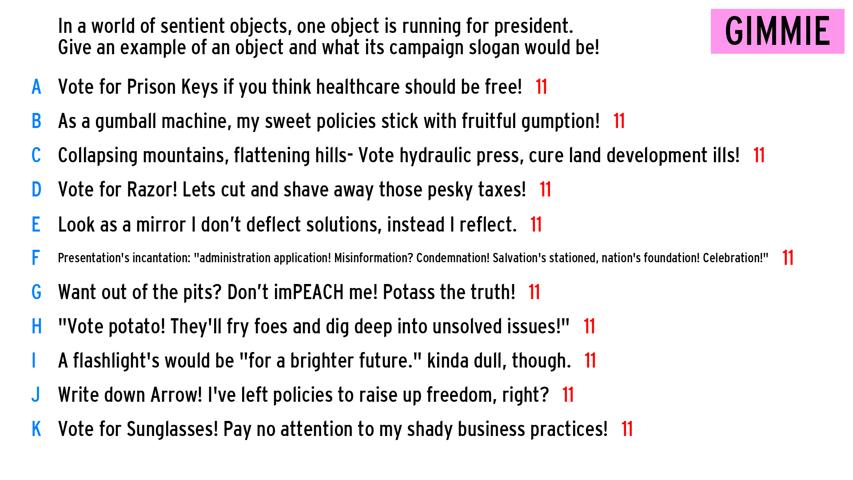 In a world of sentient objects, one object is running for president.
Give an example of an object and what its campaign slogan would be!
GIMMIE
A Vote for Prison Keys if you think healthcare should be free! 11
B As a gumball machine, my sweet policies stick with fruitful gumption! 11
C Collapsing mountains, flattening hills- Vote hydraulic press, cure land development ills! 11
D Vote for Razor! Lets cut and shave away those pesky taxes! 11
E Look as a mirror I don't deflect solutions, instead I reflect. 11
F Presentation's incantation: "administration application! Misinformation? Condemnation! Salvation's stationed, nation's foundation! Celebration!" 11
G Want out of the pits? Don't imPEACH me! Potass the truth! 11
H "Vote potato! They'll fry foes and dig deep into unsolved issues!" 11
I A flashlight's would be "for a brighter future." kinda dull, though. 11
J Write down Arrow! I've left policies to raise up freedom, right? 11
K Vote for Sunglasses! Pay no attention to my shady business practices! 11